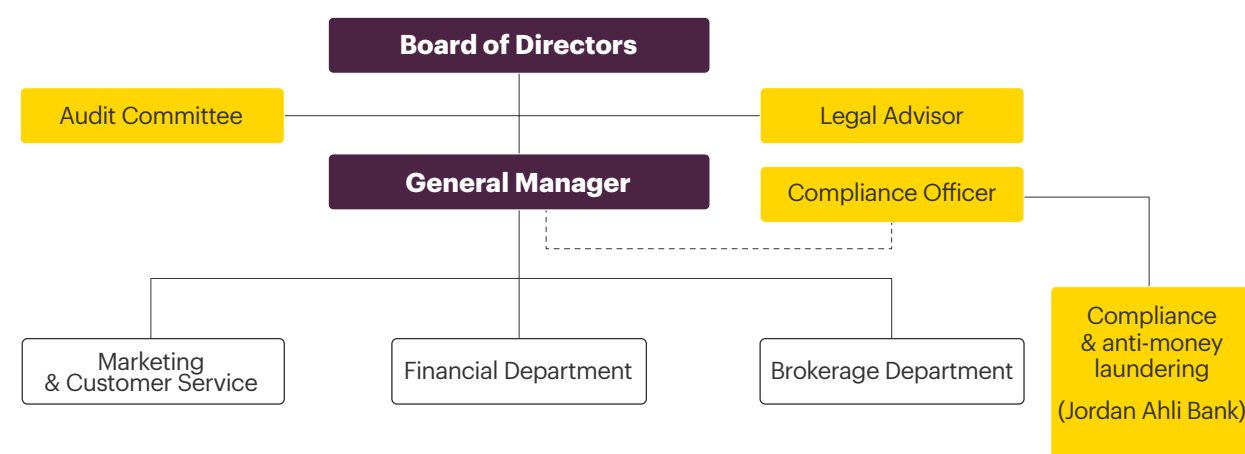 Board of Directors
Audit Committee
Legal Advisor
General Manager
Compliance Officer
Marketing
& Customer Service
Financial Department
Brokerage Department
Compliance
& anti-money
laundering
(Jordan Ahli Bank)